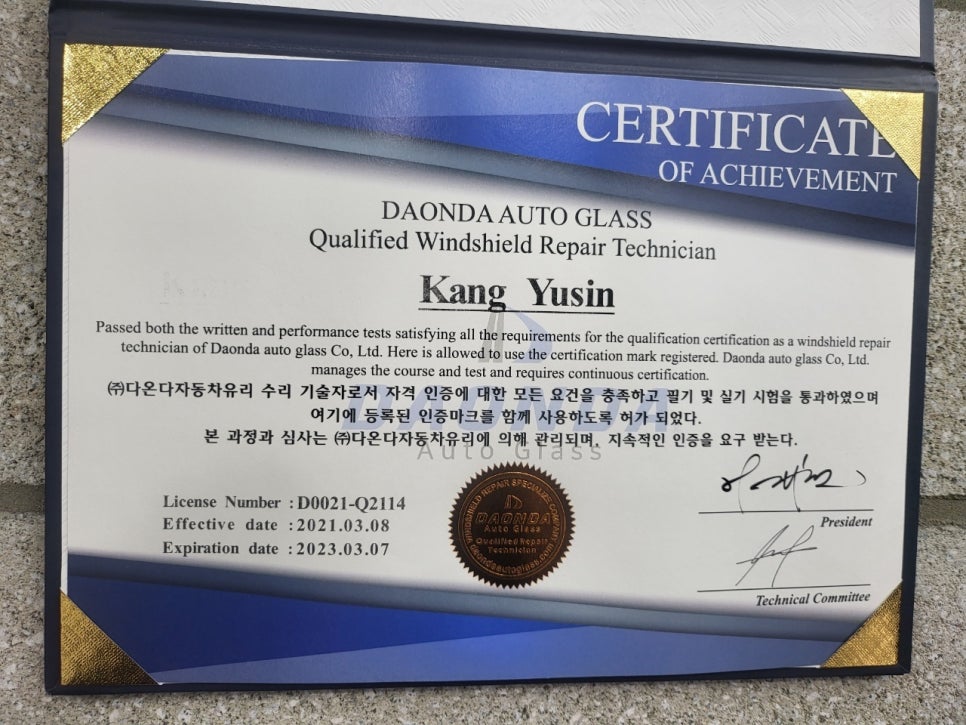 CERTIFICATE
OF ACHIEVEMENT
DAONDA AUTO GLASS
Qualified Windshield Repair Technician
Kang Yusin
Passed both the written and performance tests satisfying all the requirements for the qualification certification as a windshield repair
technician of Daonda auto glass Co, Ltd. Here is allowed to use the certification mark registered. Daonda auto glass Co, Ltd.
manages the course and test and requires continuous certification.
㈜다온다자동차유리 수리 기술자로서 자격 인증에 대한 모든 요건을 충족하고 필기 및 실기 시험을 통과하였으며
여기에 등록된 인증마크를 함께 사용하도록 허가 되었다.
본 과정과 심사는 ㈜다온다자동차유리에 의해 관리되며, 지속적인 인증을 요구 받는다.
DAONDA
Auto Glass
License Number : D0021-Q2114
Effective date : 2021.03.08
Expiration date : 2023.03.07
WINDSHIELD REPAIR SPECIALIZE COMPANY
DAONDA
Auto Glass
Qualified Repair
Technician
President
Technical Committee